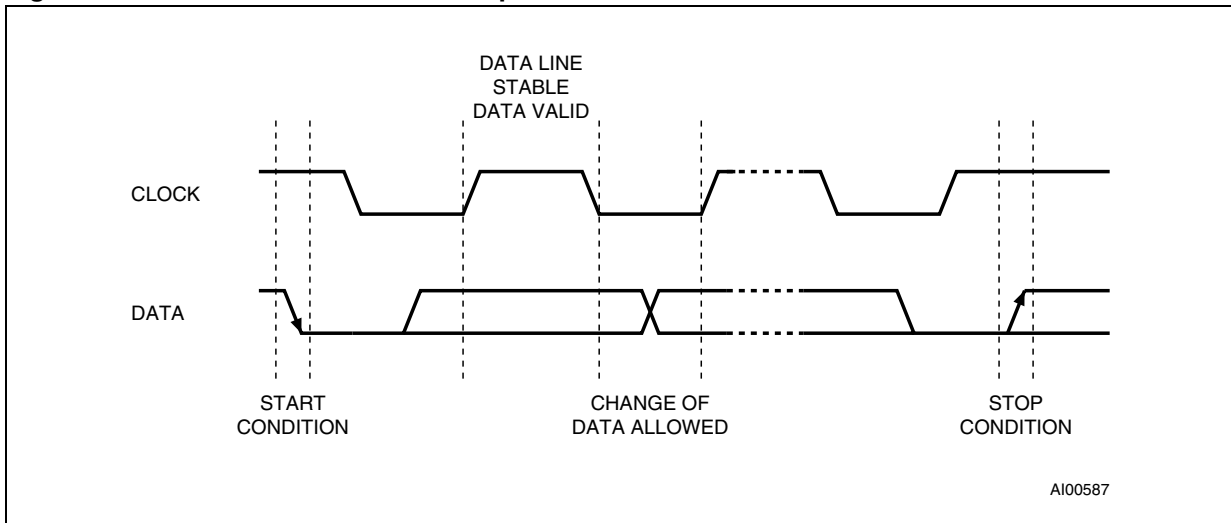 DATA LINE
STABLE
DATA VALID
CLOCK
DATA
START
CONDITION
CHANGE OF
DATA ALLOWED
STOP
CONDITION
AI00587